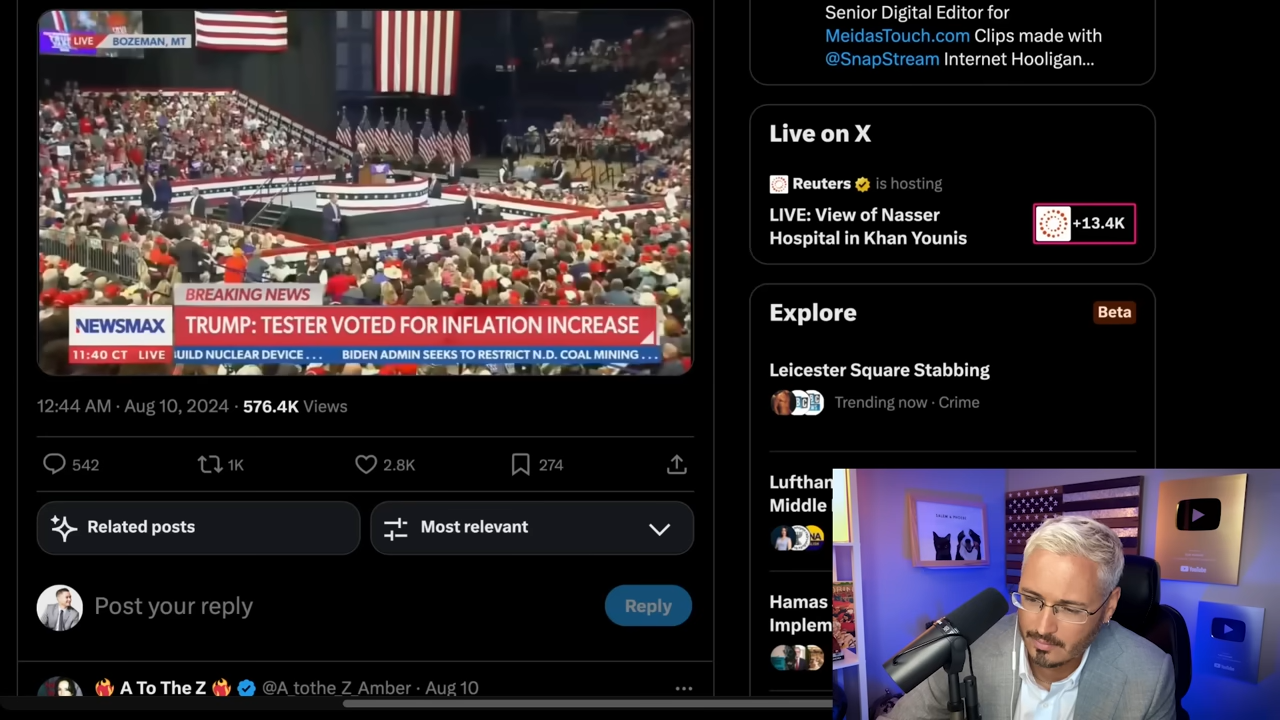 LIVE BOZEMAN, MT
BREAKING NEWS
NEWSMAX
TRUMP: TESTER VOTED FOR INFLATION INCREASE
11:40 CT LIVE
UILD NUCLEAR DEVICE . . . BIDEN ADMIN SEEKS TO RESTRICT N.D. COAL MINING . . .
12:44 AM · Aug 10, 2024 · 576.4K Views
542 1K 2.8K 274
Related posts
Most relevant
Post your reply
Reply
A To The Z @A_tothe_Z_Amber · Aug 10
Senior Digital Editor for
MeidasTouch.com Clips made with
@SnapStream Internet Hooligan...
Live on X
Reuters is hosting
LIVE: View of Nasser
Hospital in Khan Younis
+13.4K
Explore
Beta
Leicester Square Stabbing
Trending now · Crime
Lufthan
Middle
Hamas
Implem
YouTube